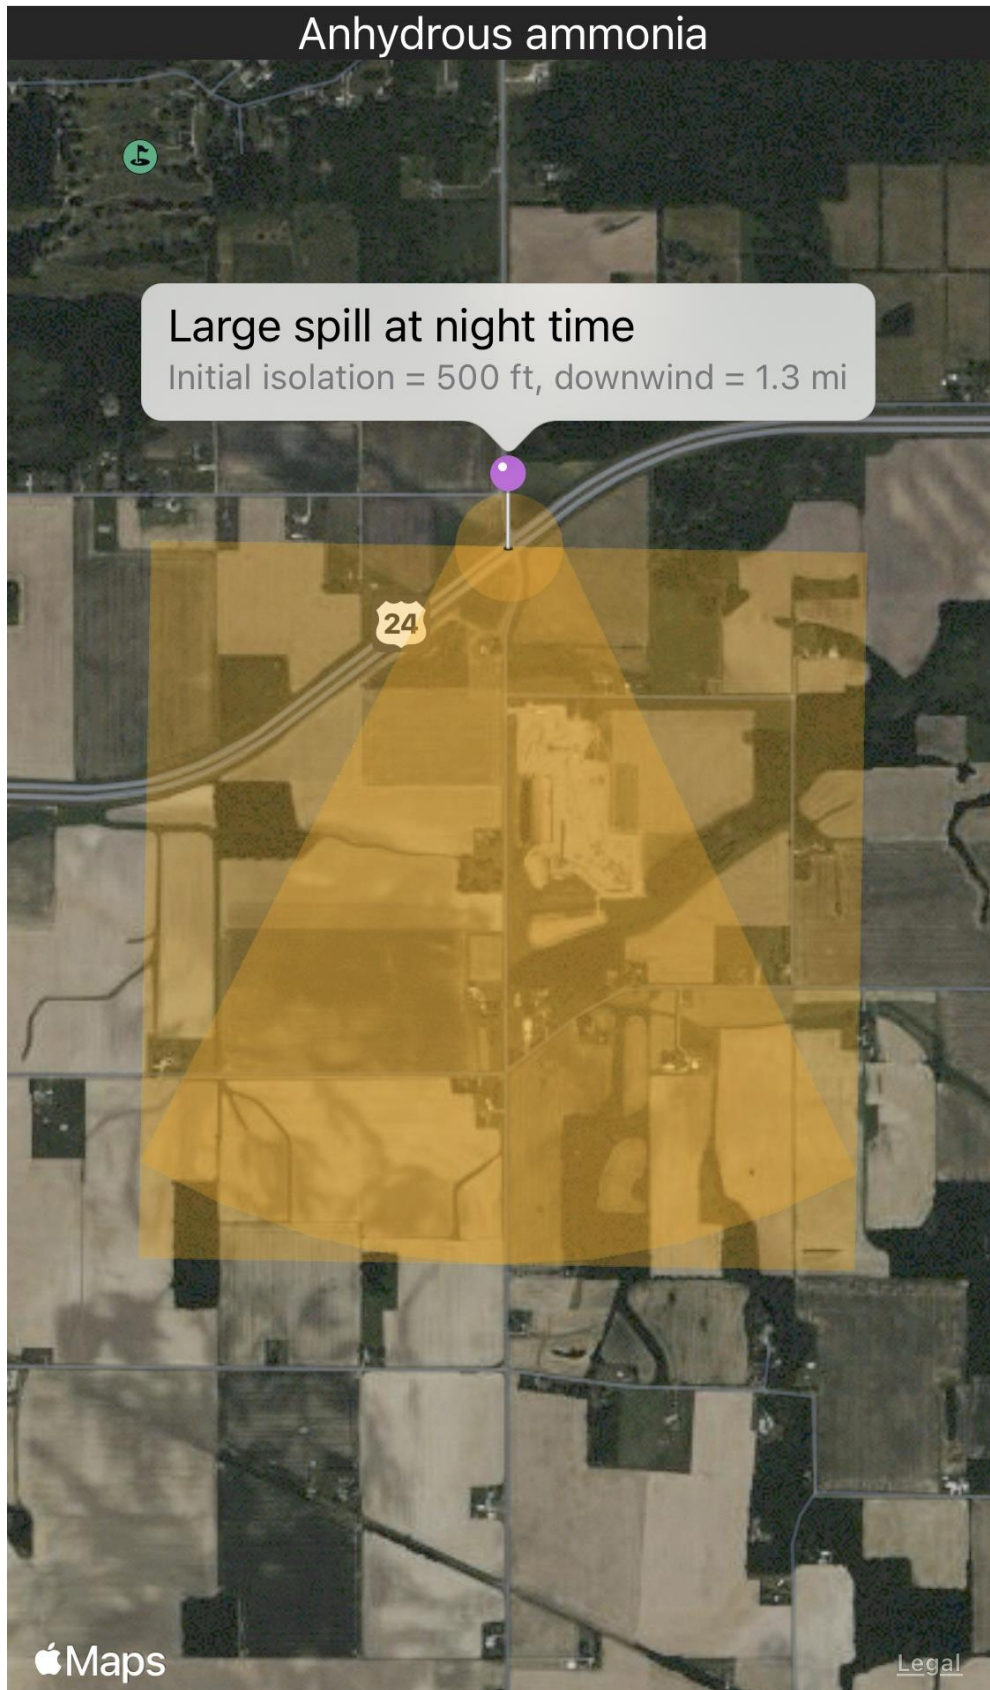 Anhydrous ammonia
Large spill at night time
Initial isolation = 500 ft, downwind = 1.3 mi
24
Maps
Legal